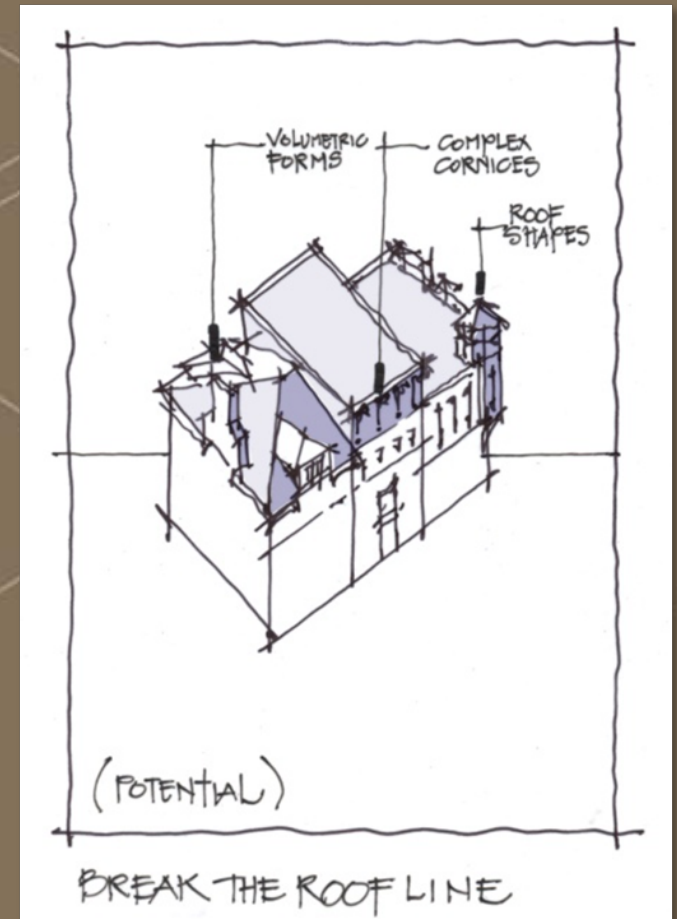 VOLUMETRIC
FORMS
COMPLEX
CORNICES
ROOF
SHAPES
(POTENTIAL)
BREAK THE ROOF LINE